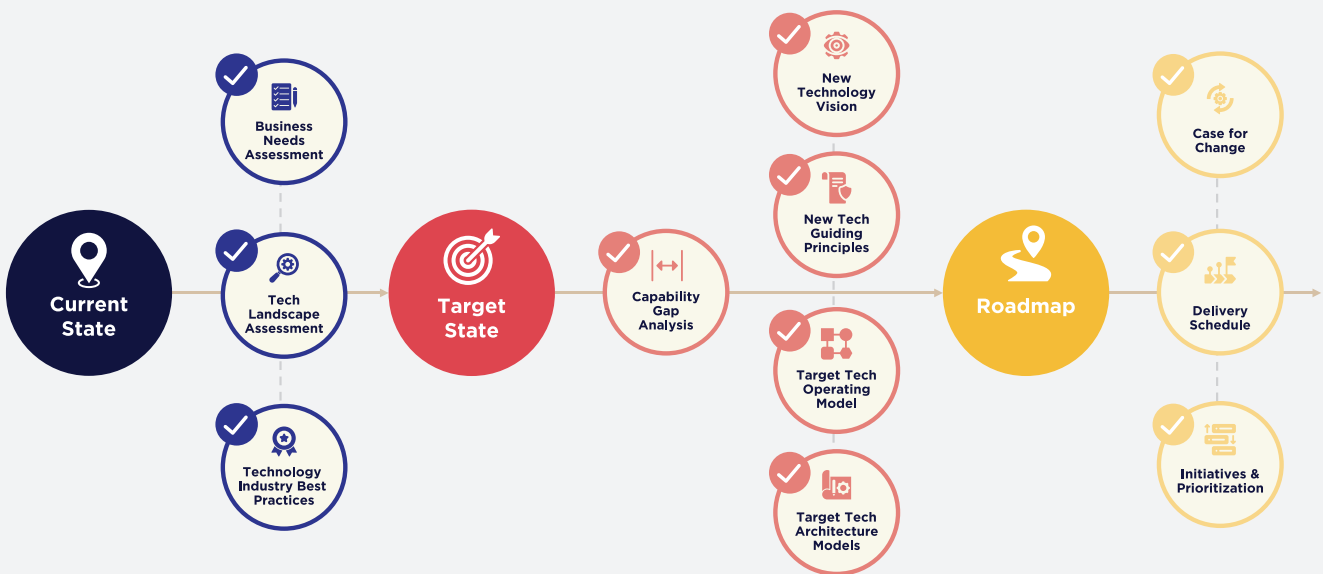 Current
State
Business
Needs
Assessment
Tech
Landscape
Assessment
Technology
Industry Best
Practices
Target
State
Capability
Gap
Analysis
New
Technology
Vision
New Tech
Guiding
Principles
Target Tech
Operating
Model
Target Tech
Architecture
Models
Roadmap
Case for
Change
Delivery
Schedule
Initiatives &
Prioritization